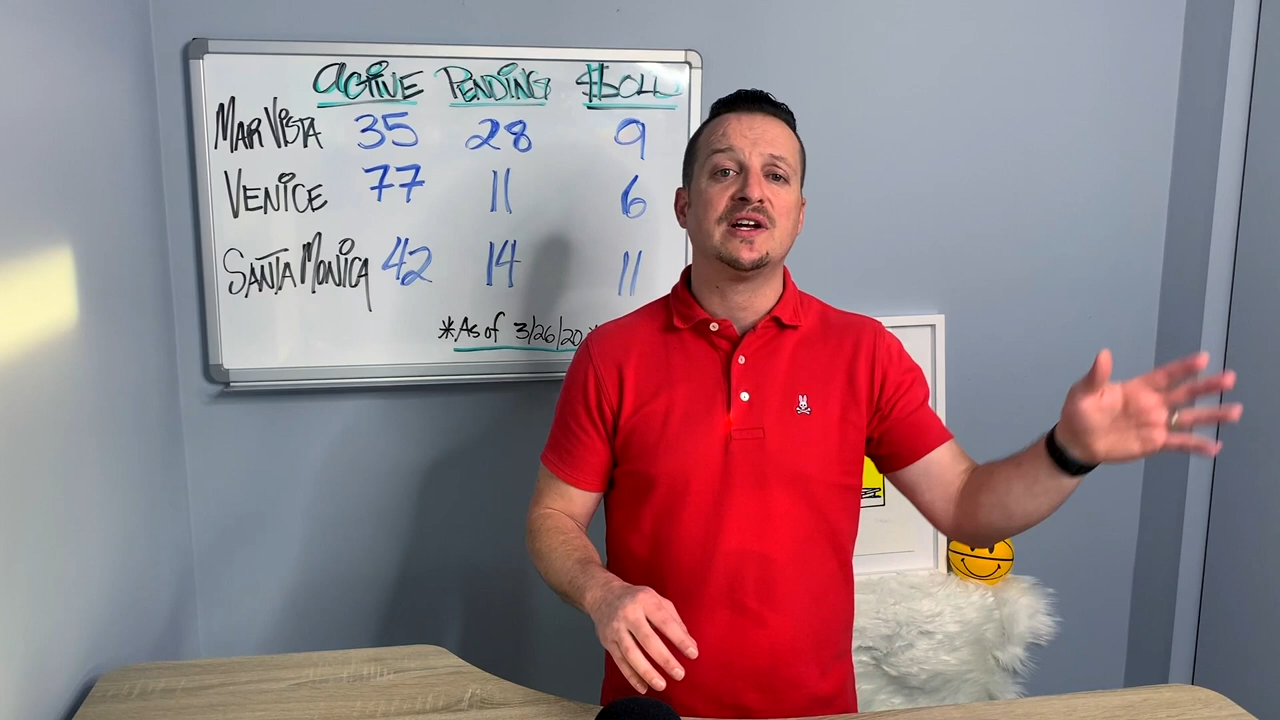 ACTIVE PENDING $BOLL
MAR VISTA 35 28 9
VENICE 77 11 6
SANTA MONICA 42 14 11
*As of 3/26/20*